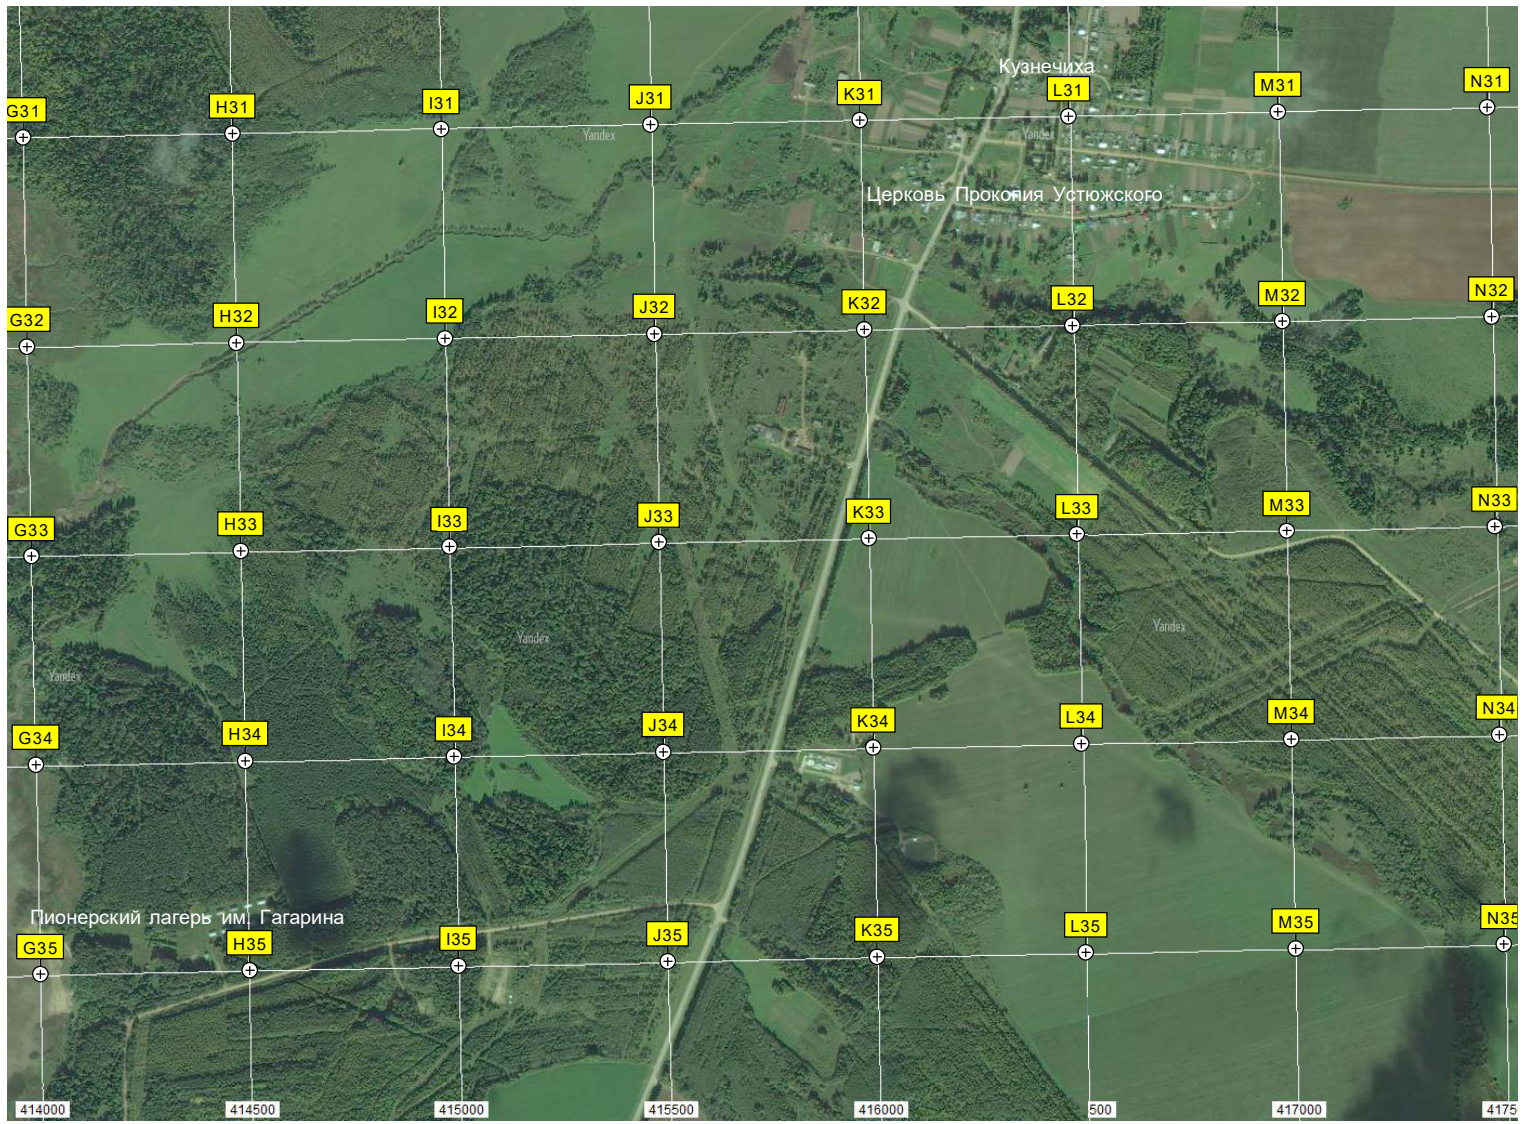 Кузнечиха
G31 H31 I31 J31 K31 L31 M31 N31
Yandex Yandex
Церковь Прокопия Устюжского
G32 H32 I32 J32 K32 L32 M32 N32
G33 H33 I33 J33 K33 L33 M33 N33
Yandex Yandex
Yandex
G34 H34 I34 J34 K34 L34 M34 N34
Пионерский лагерь им. Гагарина
G35 H35 I35 J35 K35 L35 M35 N35
414000 414500 415000 415500 416000 500 417000 4175